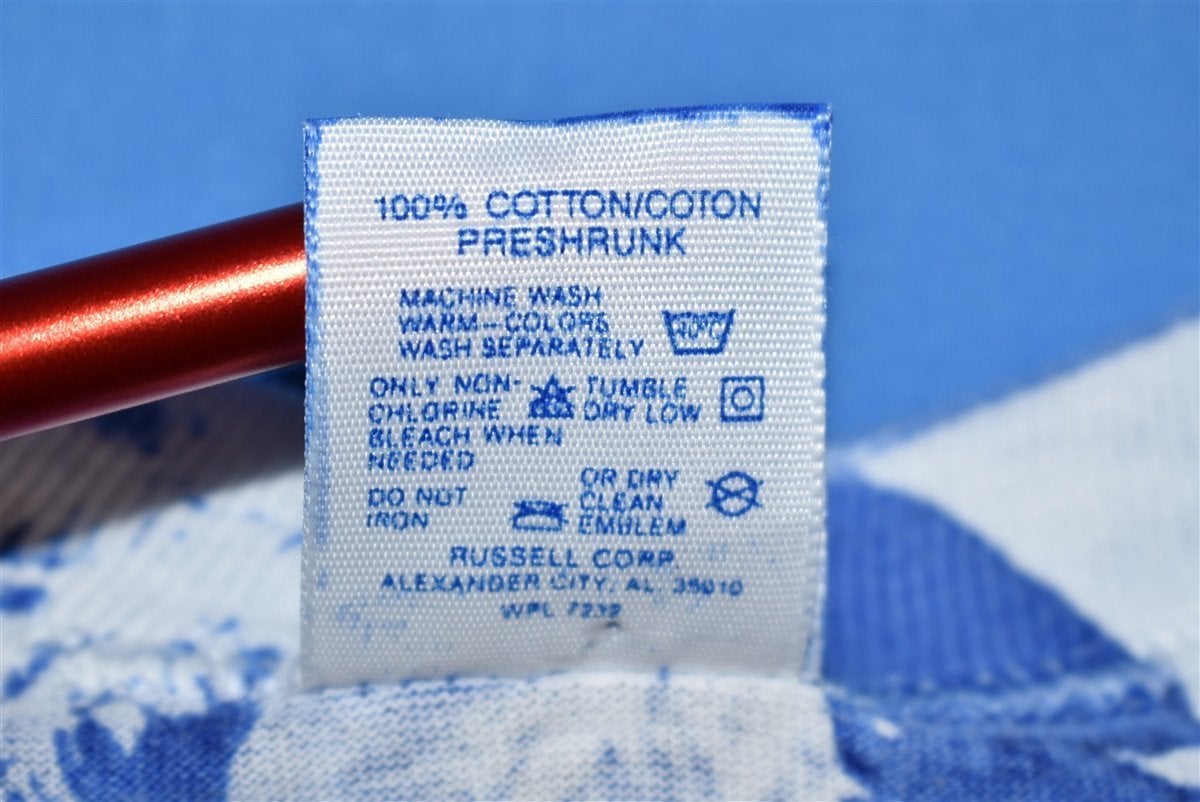 100% COTTON/COTON
PRESHRUNK
MACHINE WASH
WARM-COLORS
WASH SEPARATELY
40°C
ONLY NON-
CHLORINE
BLEACH WHEN
NEEDED
TUMBLE
DRY LOW
DO NOT
IRON
OR DRY
CLEAN
EMBLEM
RUSSELL CORP.
ALEXANDER CITY, AL. 35010
WPL 7232